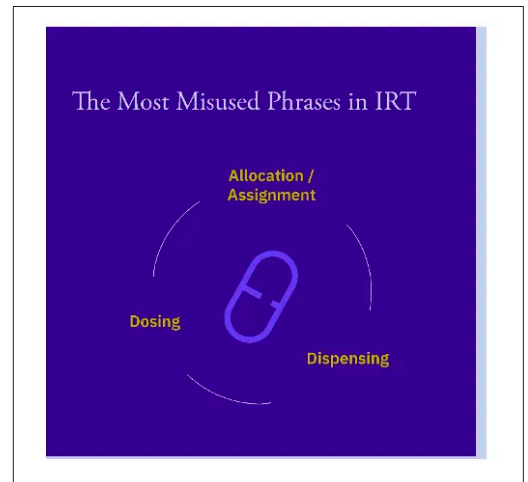 The Most Misused Phrases in IRT
Allocation /
Assignment
Dosing
Dispensing